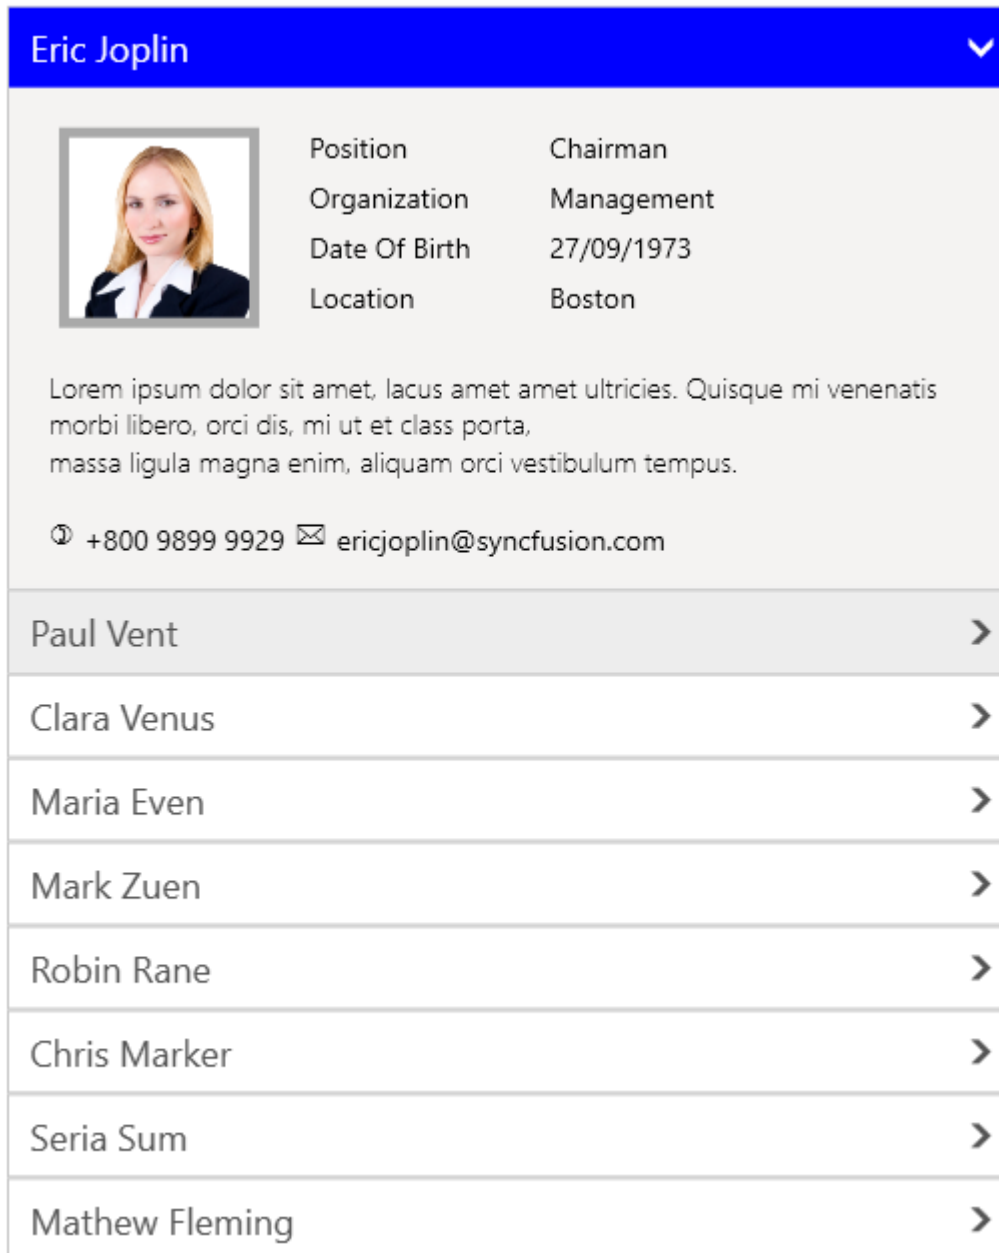 Eric Joplin
Position Chairman
Organization Management
Date Of Birth 27/09/1973
Location Boston
Lorem ipsum dolor sit amet, lacus amet amet ultricies. Quisque mi venenatis
morbi libero, orci dis, mi ut et class porta,
massa ligula magna enim, aliquam orci vestibulum tempus.
+800 9899 9929 ericjoplin@syncfusion.com
Paul Vent
Clara Venus
Maria Even
Mark Zuen
Robin Rane
Chris Marker
Seria Sum
Mathew Fleming